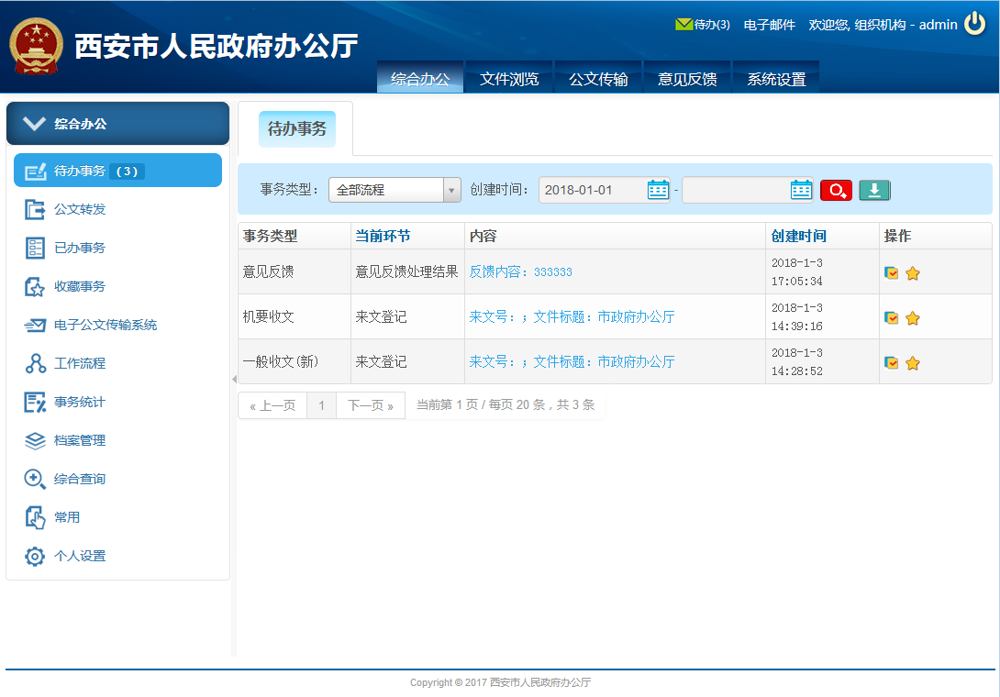 西安市人民政府办公厅
待办(3) 电子邮件 欢迎您, 组织机构 - admin
综合办公 文件浏览 公文传输 意见反馈 系统设置
综合办公
待办事务 (3)
公文转发
已办事务
收藏事务
电子公文传输系统
工作流程
事务统计
档案管理
综合查询
常用
个人设置
待办事务
事务类型： 全部流程 创建时间： 2018-01-01 -
事务类型 当前环节 内容 创建时间 操作
意见反馈 意见反馈处理结果 反馈内容：333333 2018-1-3
17:05:34
机要收文 来文登记 来文号：；文件标题：市政府办公厅 2018-1-3
14:39:16
一般收文(新) 来文登记 来文号：；文件标题：市政府办公厅 2018-1-3
14:28:52
« 上一页 1 下一页 » 当前第 1 页 / 每页 20 条 , 共 3 条
Copyright © 2017 西安市人民政府办公厅